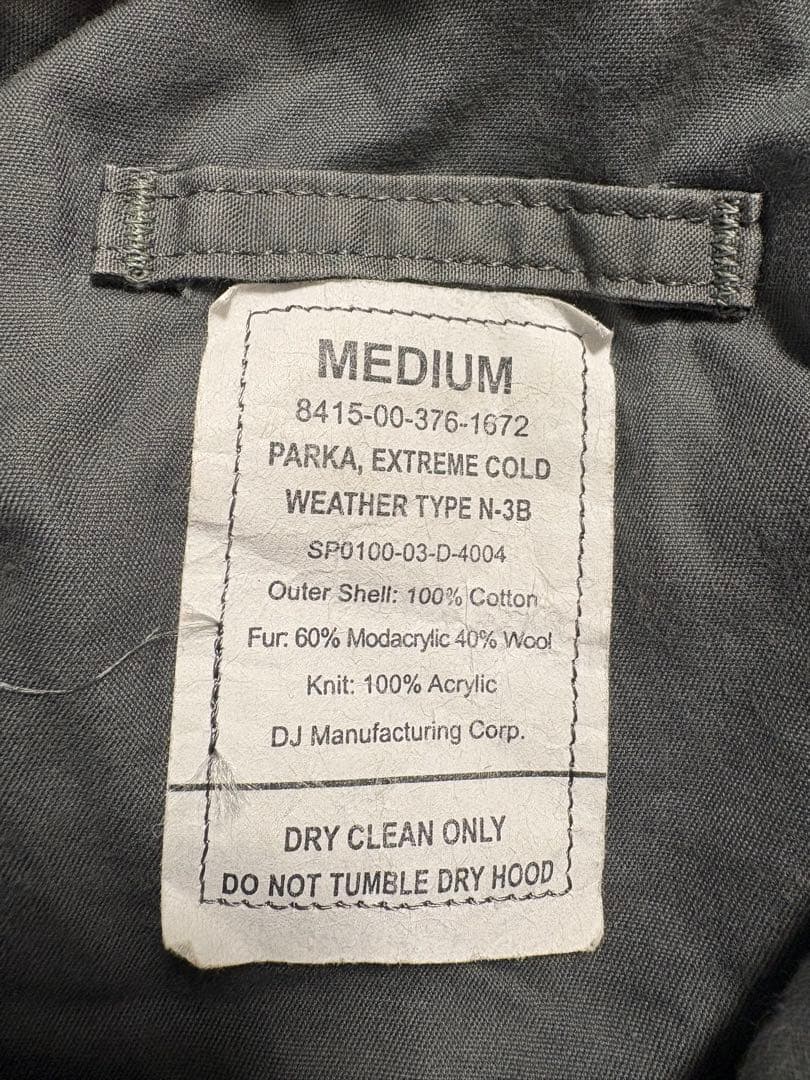 MEDIUM
8415-00-376-1672
PARKA, EXTREME COLD
WEATHER TYPE N-3B
SP0100-03-D-4004
Outer Shell: 100% Cotton
Fur: 60% Modacrylic 40% Wool
Knit: 100% Acrylic
DJ Manufacturing Corp.
DRY CLEAN ONLY
DO NOT TUMBLE DRY HOOD